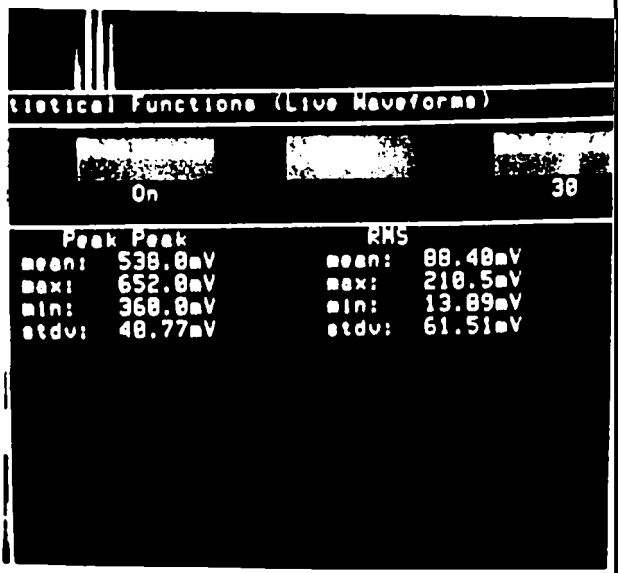 tistical Functions (Live Waveforms)
On 30
Peak Peak RMS
mean: 538.0mV mean: 88.40mV
max: 652.0mV max: 210.5mV
min: 360.0mV min: 13.09mV
stdv: 40.77mV stdv: 61.51mV